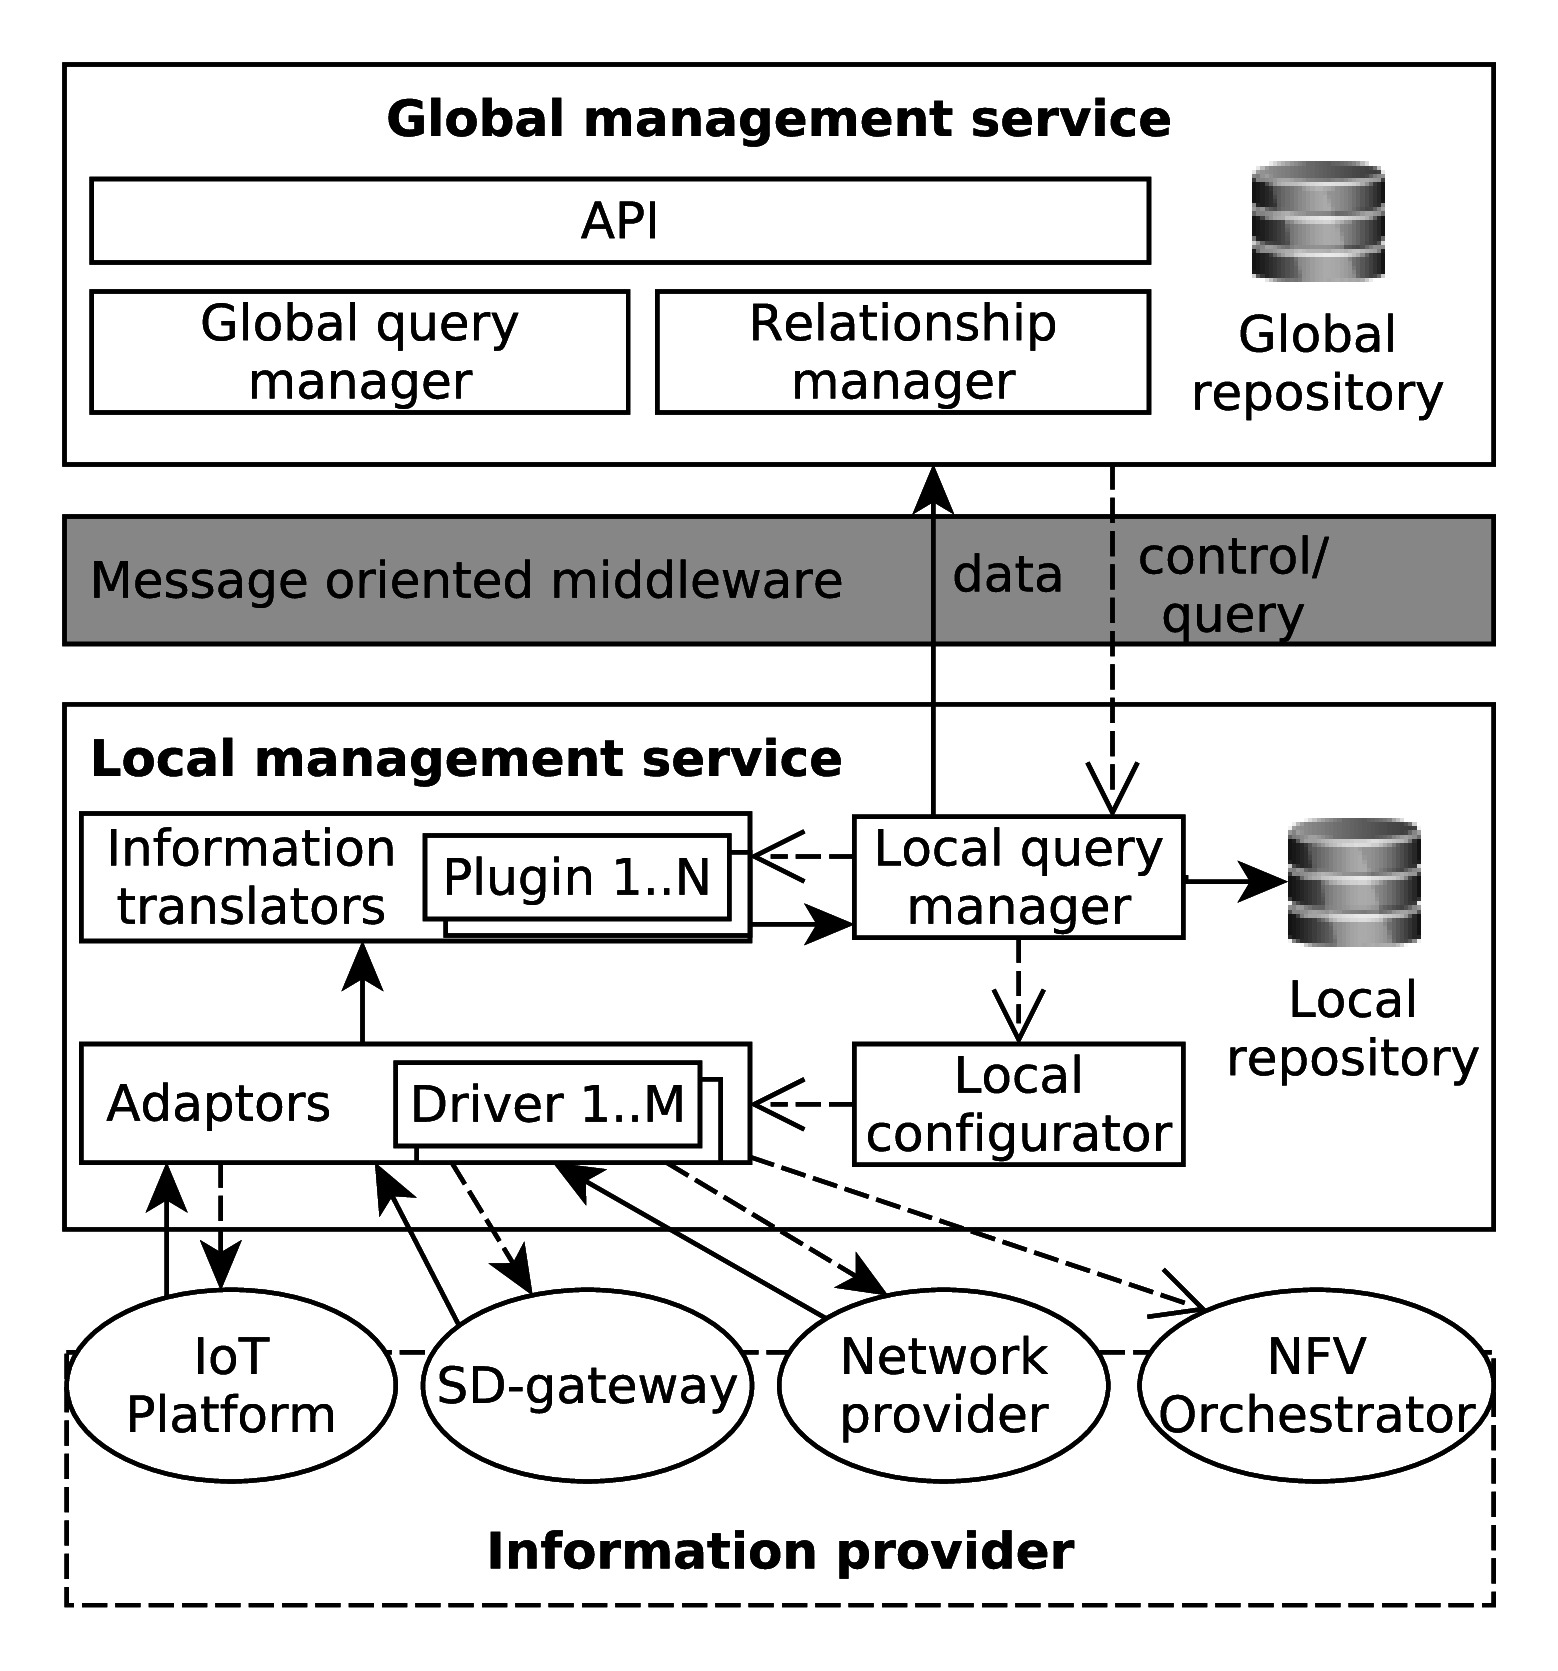 Global management service
API
Global query
manager
Relationship
manager
Global
repository
Message oriented middleware
data
control/
query
Local management service
Information
translators
Plugin 1..N
Local query
manager
Local
repository
Adaptors
Driver 1..M
Local
configurator
IoT
Platform
SD-gateway
Network
provider
NFV
Orchestrator
Information provider